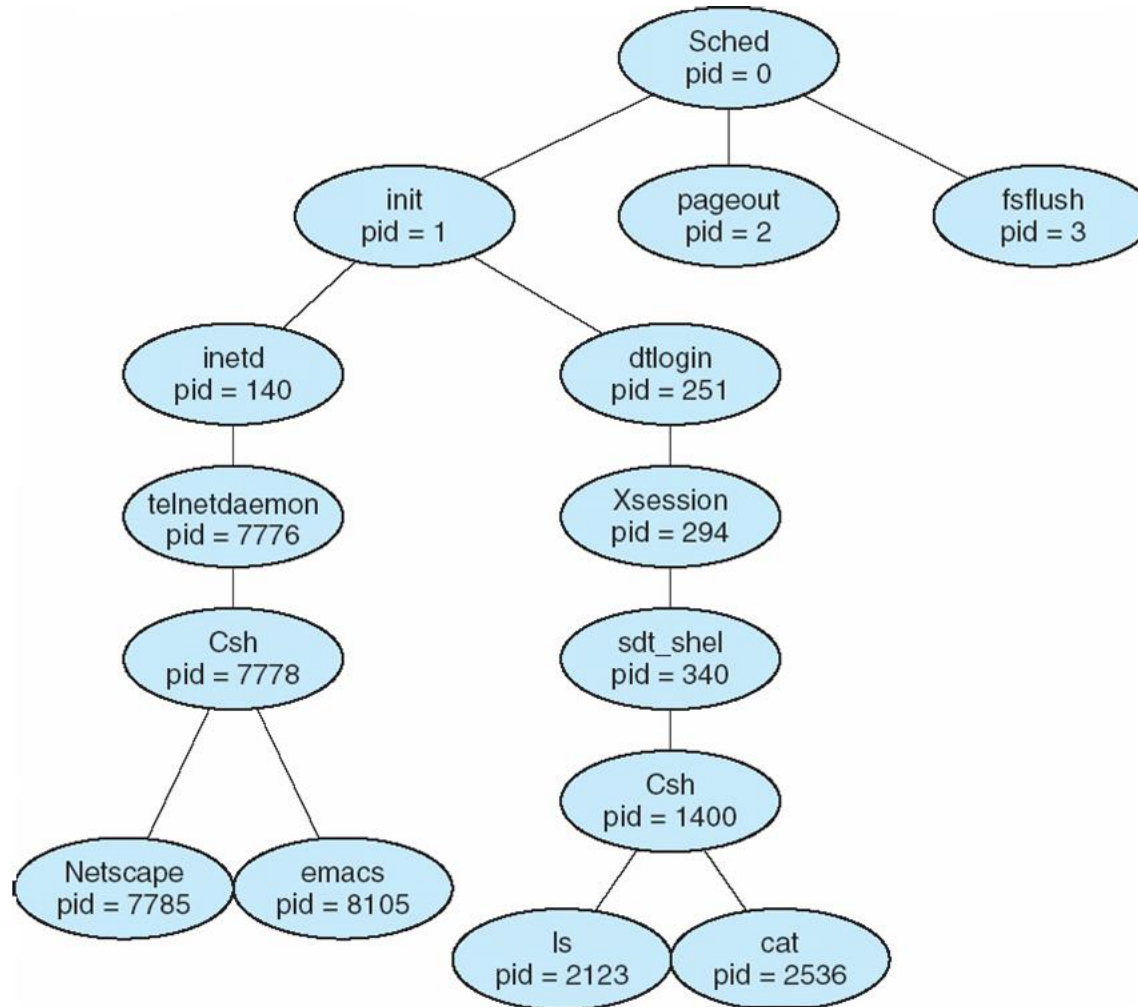 Sched
pid = 0
init
pid = 1
pageout
pid = 2
fsflush
pid = 3
inetd
pid = 140
dtlogin
pid = 251
telnetdaemon
pid = 7776
Xsession
pid = 294
Csh
pid = 7778
sdt_shel
pid = 340
Csh
pid = 1400
Netscape
pid = 7785
emacs
pid = 8105
ls
pid = 2123
cat
pid = 2536